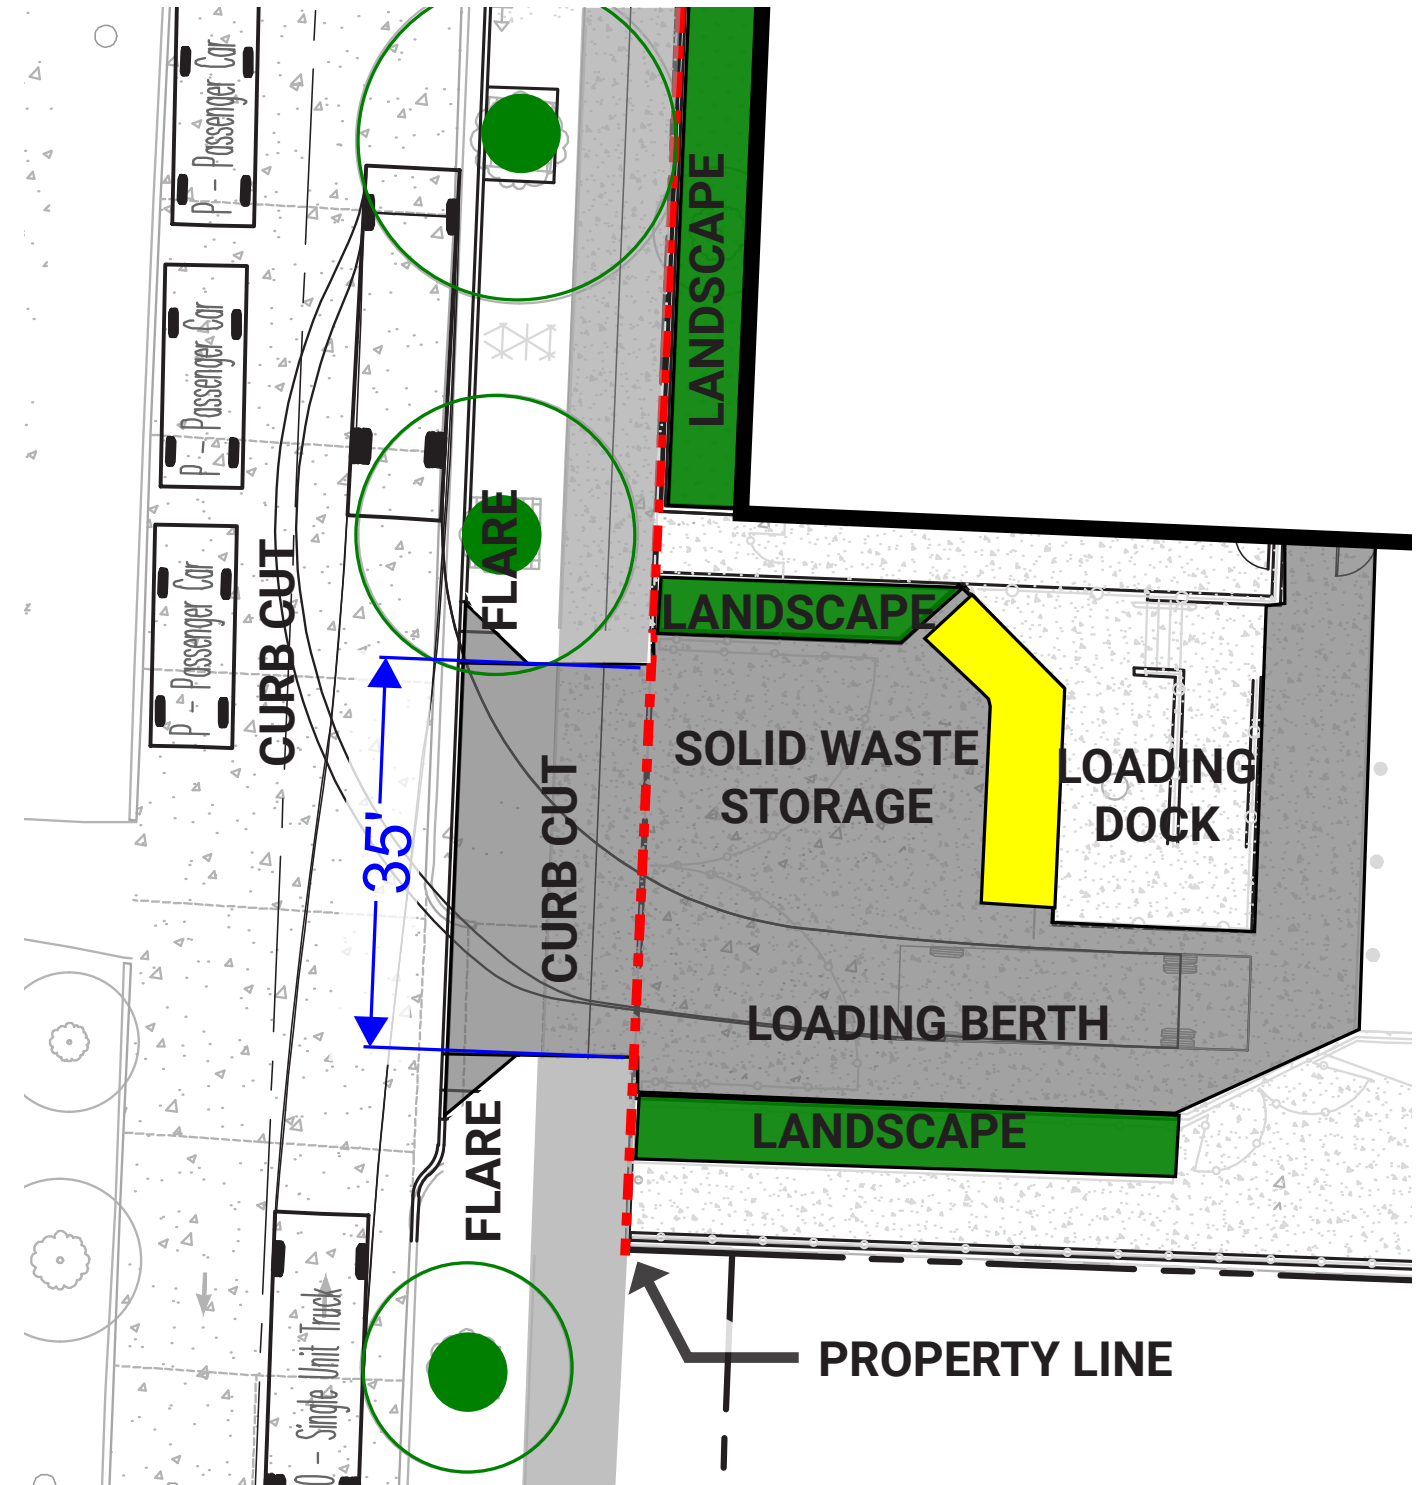 P - Passenger Car
P - Passenger Car
P - Passenger Car
LANDSCAPE
FLARE
CURB CUT
LANDSCAPE
SOLID WASTE
STORAGE
LOADING
DOCK
35'
CURB CUT
LOADING BERTH
LANDSCAPE
FLARE
PROPERTY LINE
0 - Single Unit Truck